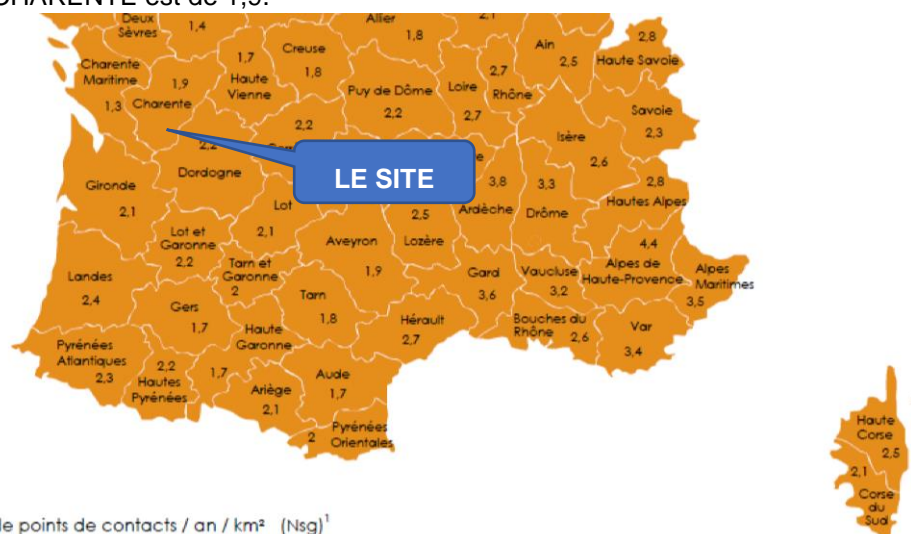 CHARENTE est de 1,9.
Deux
Sèvres
1,4
Allier
1,8
2,1
Ain
2,5
2,8
Haute Savoie
Charente
Maritime
1,3
1,9
Charente
1,7
Haute
Vienne
Creuse
1,8
Puy de Dôme
2,2
Loire
2,7
2,7
Rhône
Savoie
2,3
2,2
Isère
2,6
2,2
Dordogne
LE SITE
3,8
Ardèche
3,3
Drôme
2,8
Hautes Alpes
Gironde
2,1
Lot
2,1
2,5
Lozère
Lot et
Garonne
2,2
Aveyron
1,9
4,4
Alpes de
Haute-Provence
Alpes
Maritimes
3,5
Landes
2,4
Tarn et
Garonne
2
Tarn
1,8
Gard
3,6
Vaucluse
3,2
Gers
1,7
Haute
Garonne
1,7
Hérault
2,7
Bouches du
Rhône
2,6
Var
3,4
Pyrénées
Atlantiques
2,3
2,2
Hautes
Pyrénées
Ariège
2,1
Aude
1,7
2
Pyrénées
Orientales
Haute
Corse
2,5
2,1
Corse
du
Sud
de points de contacts / an / km² (Nsg)¹